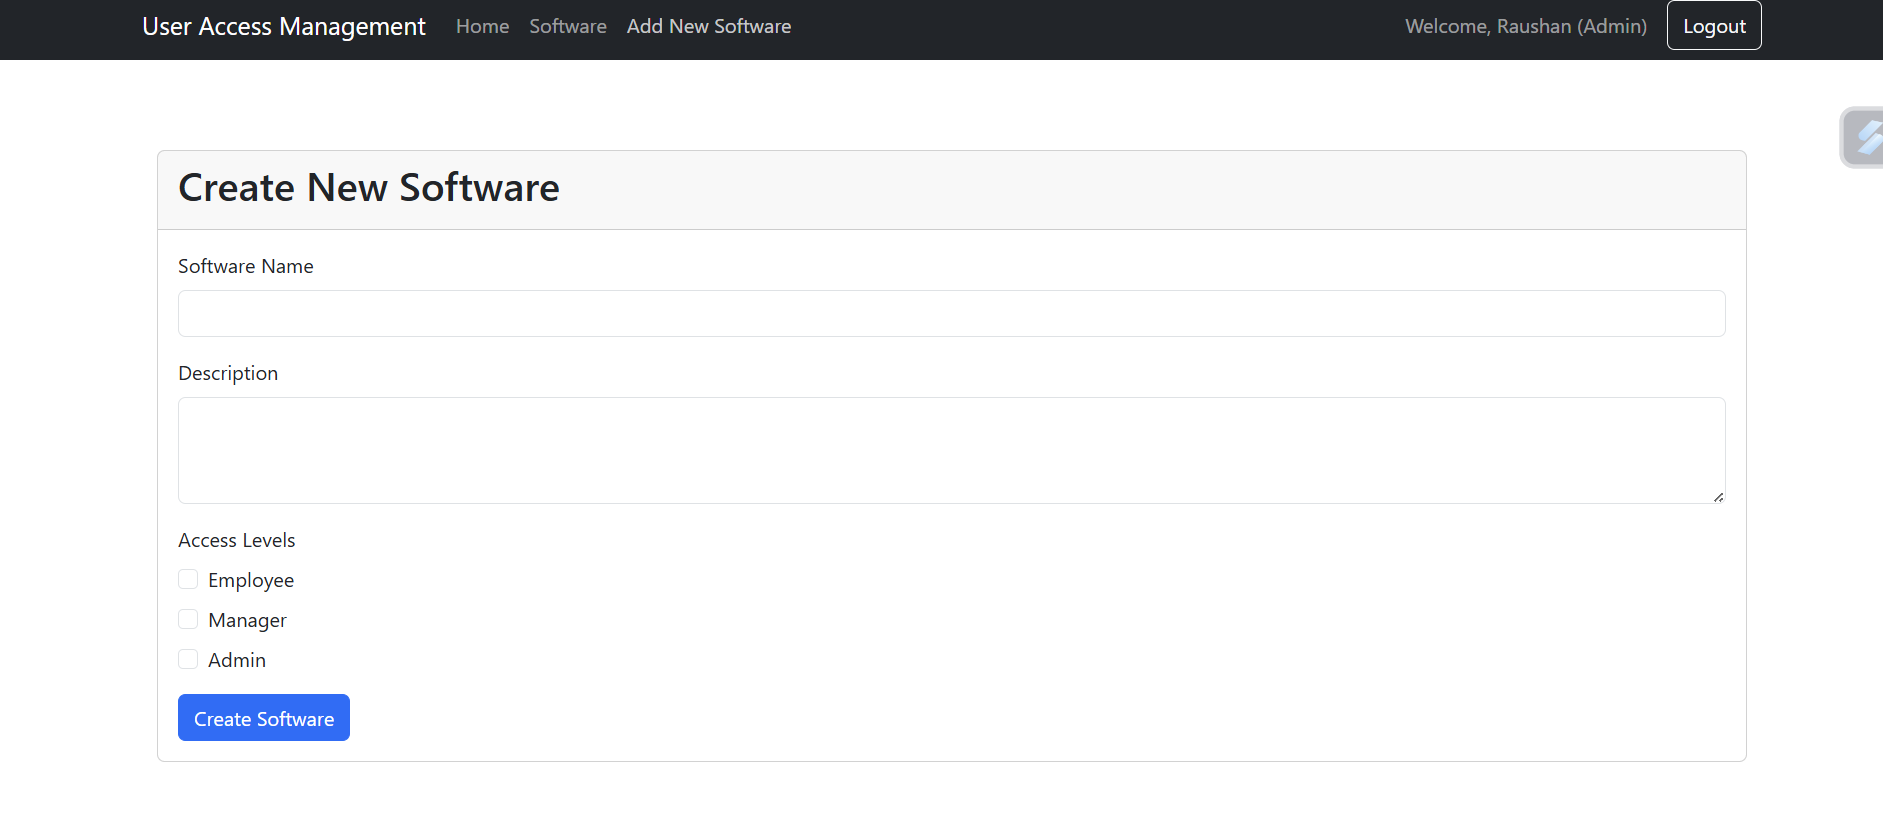 User Access Management Home Software Add New Software Welcome, Raushan (Admin) Logout
Create New Software
Software Name
Description
Access Levels
Employee
Manager
Admin
Create Software